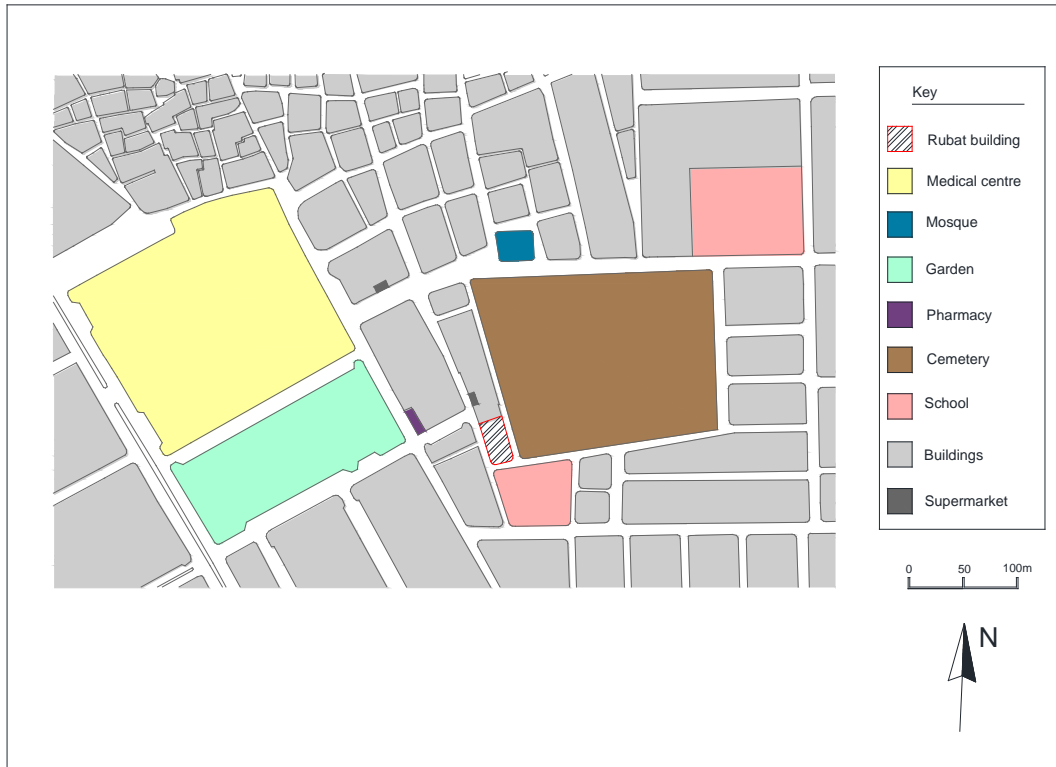 Key
Rubat building
Medical centre
Mosque
Garden
Pharmacy
Cemetery
School
Buildings
Supermarket
0 50 100m
N